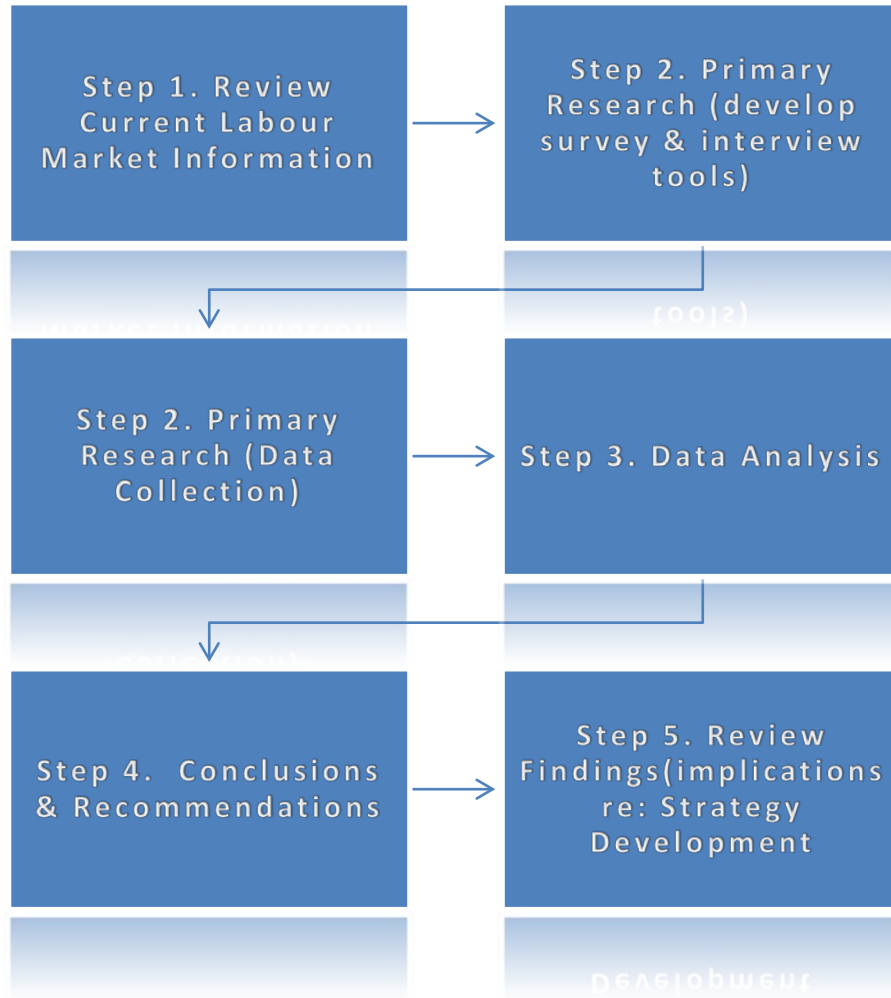 Step 1. Review
Current Labour
Market Information
Step 2. Primary
Research (develop
survey & interview
tools)
Step 2. Primary
Research (Data
Collection)
Step 3. Data Analysis
Step 4.  Conclusions
& Recommendations
Step 5. Review
Findings(implications
re: Strategy
Development